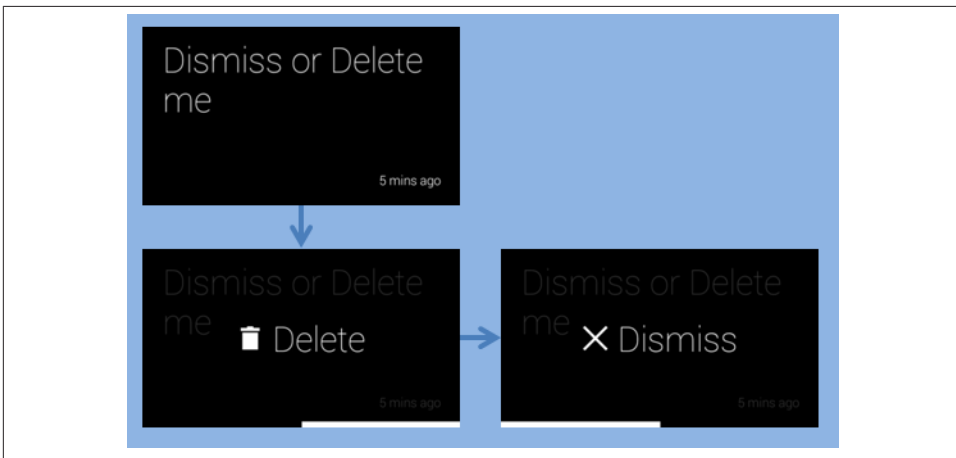 Dismiss or Delete
me
5 mins ago
Dismiss or Delete
me
Delete
5 mins ago
Dismiss or Delete
me
Dismiss
5 mins ago